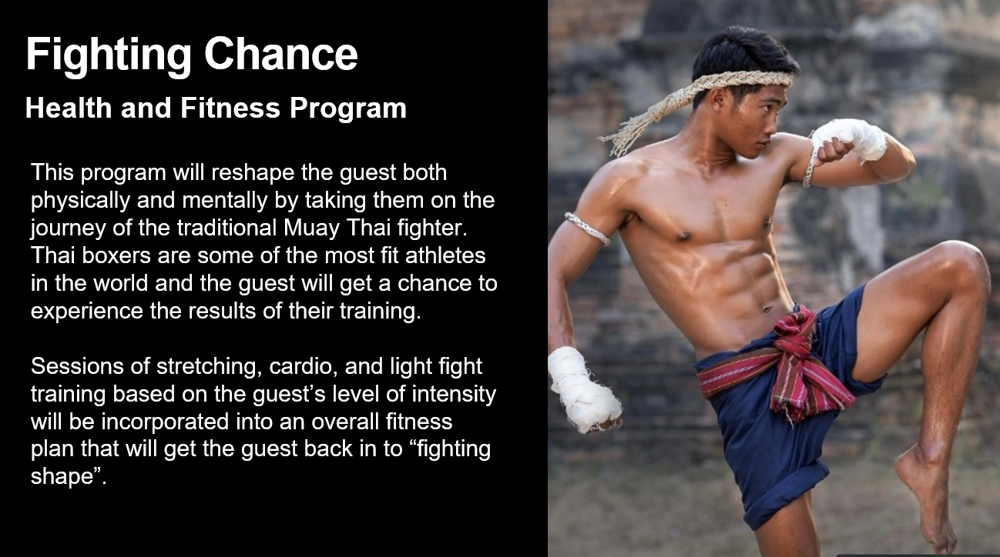 Fighting Chance
Health and Fitness Program
This program will reshape the guest both
physically and mentally by taking them on the
journey of the traditional Muay Thai fighter.
Thai boxers are some of the most fit athletes
in the world and the guest will get a chance to
experience the results of their training.
Sessions of stretching, cardio, and light fight
training based on the guest’s level of intensity
will be incorporated into an overall fitness
plan that will get the guest back in to “fighting
shape”.